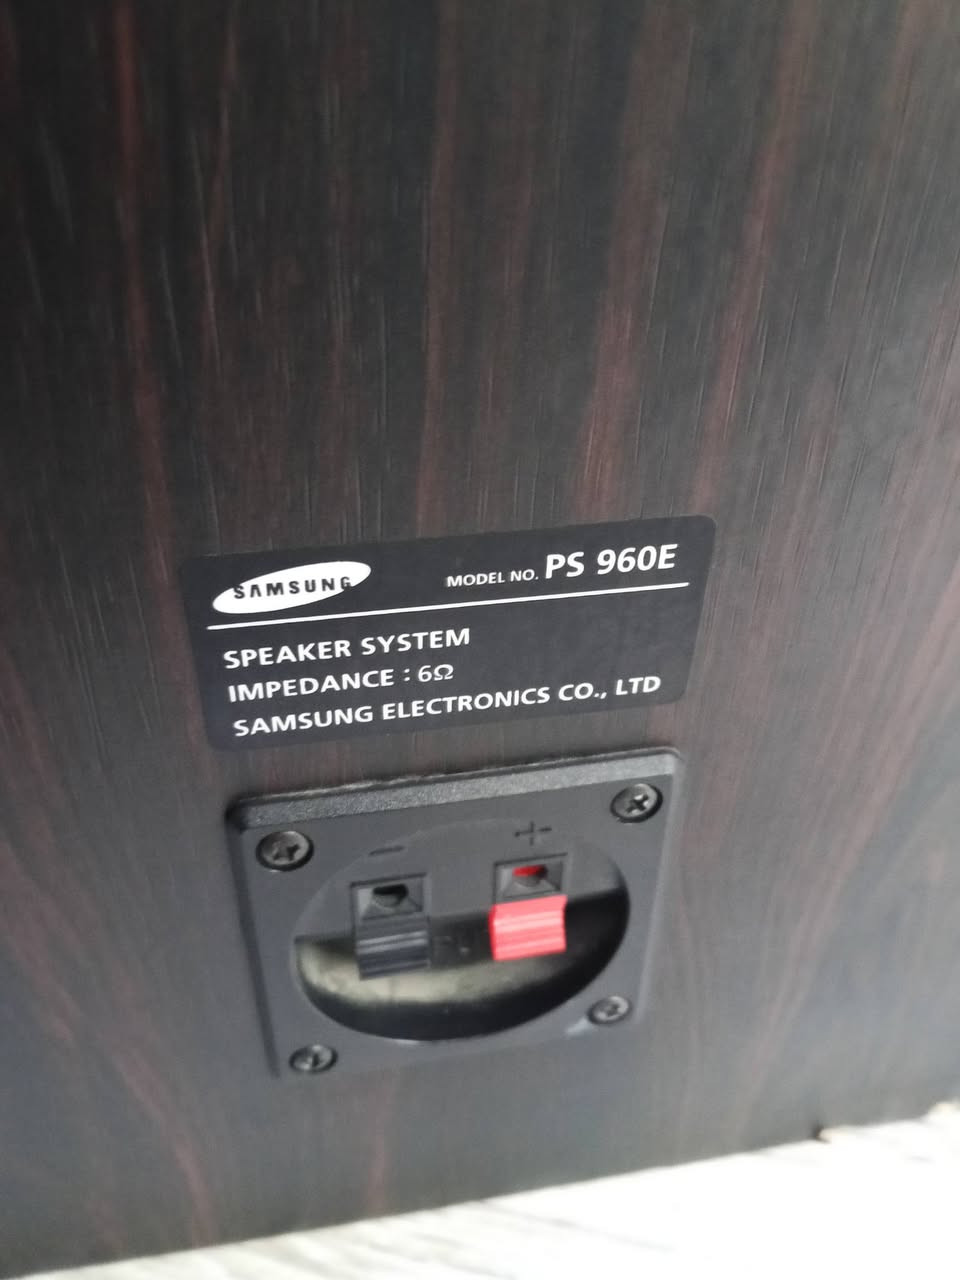 SAMSUNG MODEL NO. PS 960E
SPEAKER SYSTEM
IMPEDANCE : 6Ω
SAMSUNG ELECTRONICS CO., LTD
- +